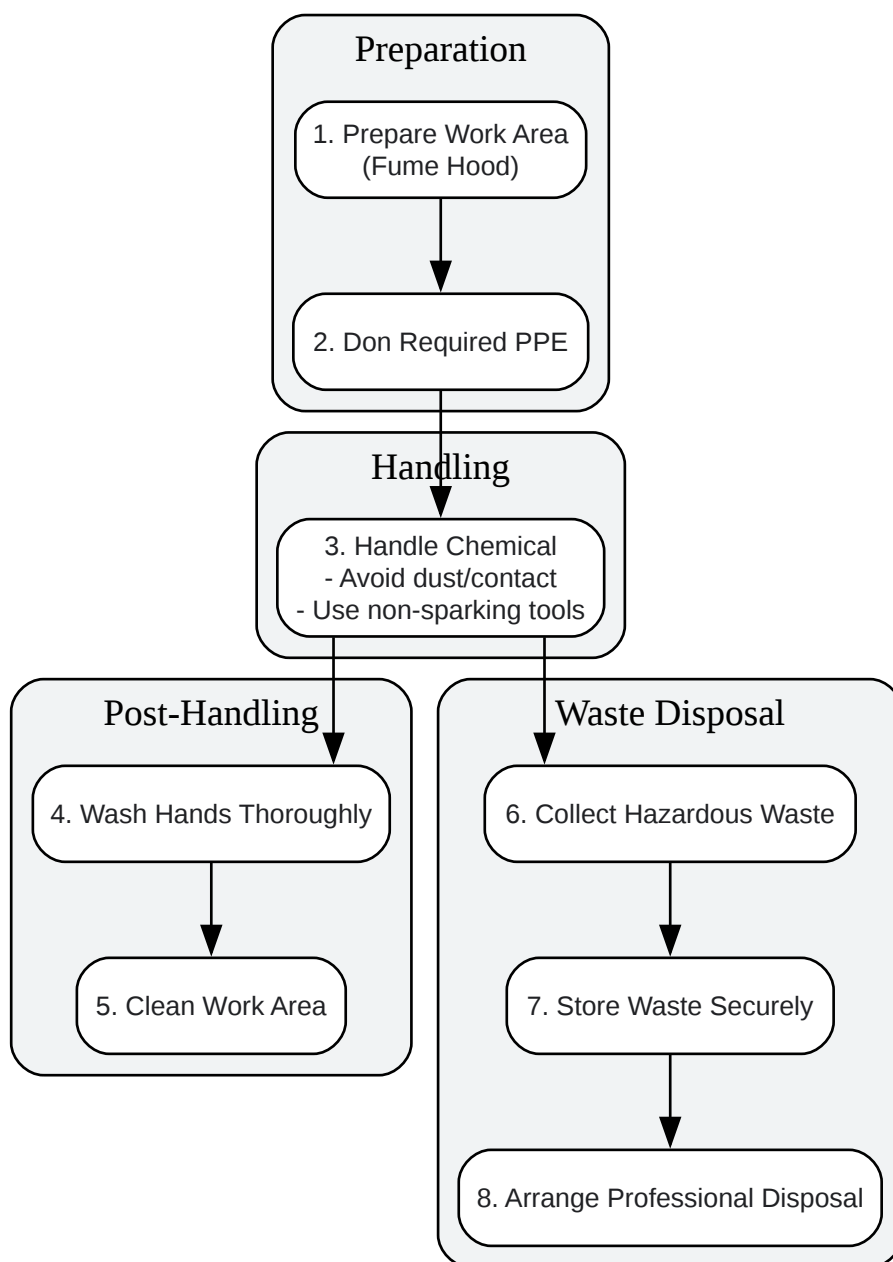 Preparation
1. Prepare Work Area
(Fume Hood)
2. Don Required PPE
Handling
3. Handle Chemical
- Avoid dust/contact
- Use non-sparking tools
Post-Handling
4. Wash Hands Thoroughly
5. Clean Work Area
Waste Disposal
6. Collect Hazardous Waste
7. Store Waste Securely
8. Arrange Professional Disposal